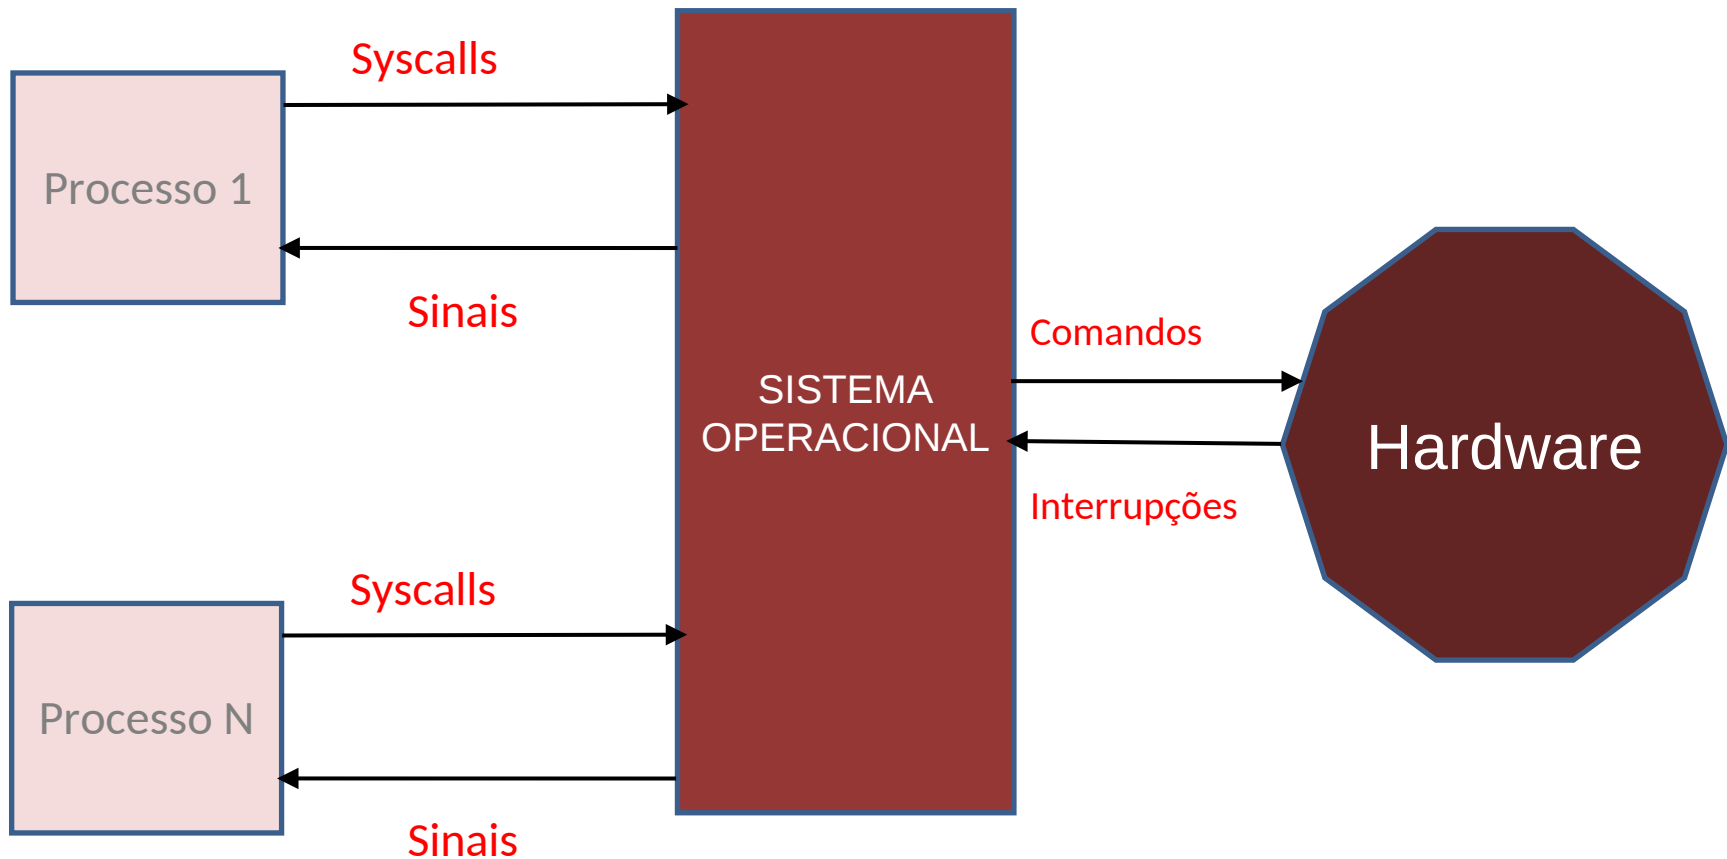 Syscalls
Processo 1
Sinais
SISTEMA
OPERACIONAL
Comandos
Interrupções
Hardware
Syscalls
Processo N
Sinais